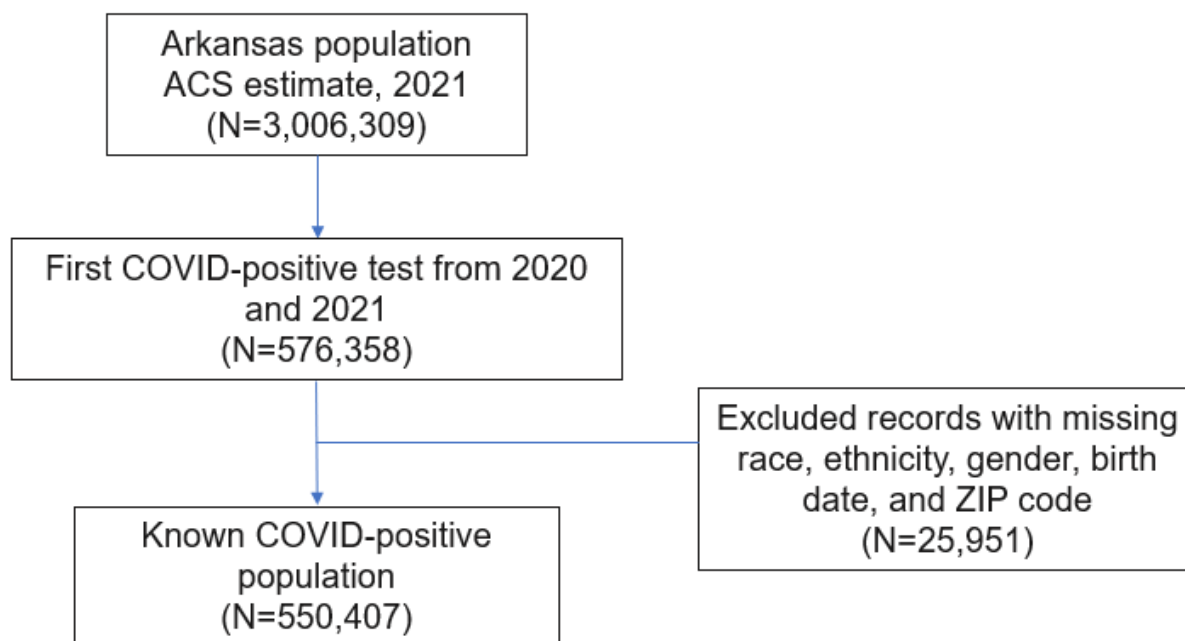 Arkansas population
ACS estimate, 2021
(N=3,006,309)
First COVID-positive test from 2020
and 2021
(N=576,358)
Excluded records with missing
race, ethnicity, gender, birth
date, and ZIP code
(N=25,951)
Known COVID-positive
population
(N=550,407)